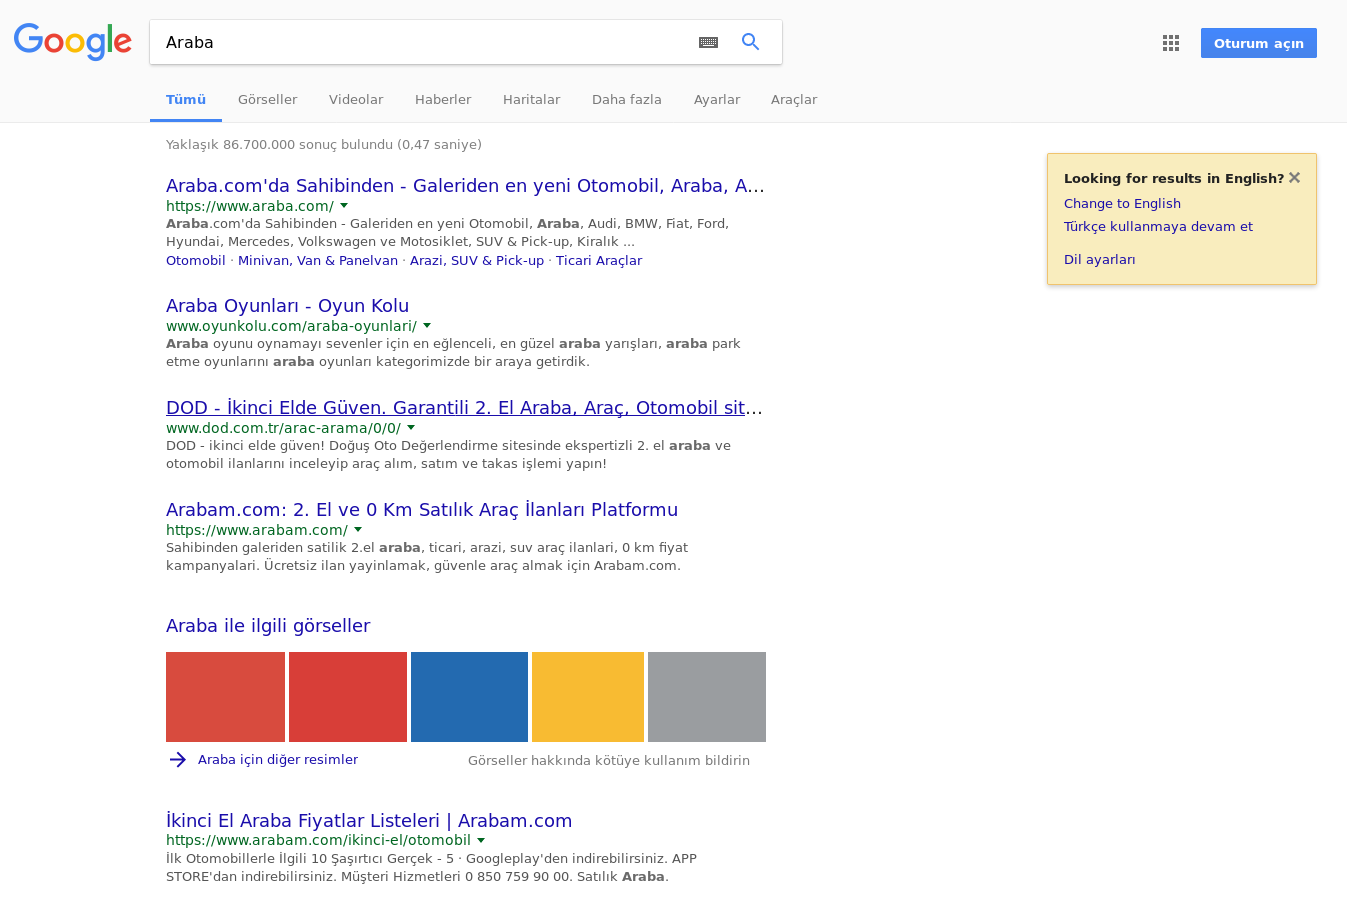 Google
Araba
Oturum açın
Tümü
Görseller
Videolar
Haberler
Haritalar
Daha fazla
Ayarlar
Araçlar
Yaklaşık 86.700.000 sonuç bulundu (0,47 saniye)
Araba.com'da Sahibinden - Galeriden en yeni Otomobil, Araba, A...
https://www.araba.com/
Araba.com'da Sahibinden - Galeriden en yeni Otomobil, Araba, Audi, BMW, Fiat, Ford,
Hyundai, Mercedes, Volkswagen ve Motosiklet, SUV & Pick-up, Kiralık ...
Otomobil · Minivan, Van & Panelvan · Arazi, SUV & Pick-up · Ticari Araçlar
Araba Oyunları - Oyun Kolu
www.oyunkolu.com/araba-oyunlari/
Araba oyunu oynamayı sevenler için en eğlenceli, en güzel araba yarışları, araba park
etme oyunlarını araba oyunları kategorimizde bir araya getirdik.
DOD - İkinci Elde Güven. Garantili 2. El Araba, Araç, Otomobil sit...
www.dod.com.tr/arac-arama/0/0/
DOD - ikinci elde güven! Doğuş Oto Değerlendirme sitesinde ekspertizli 2. el araba ve
otomobil ilanlarını inceleyip araç alım, satım ve takas işlemi yapın!
Arabam.com: 2. El ve 0 Km Satılık Araç İlanları Platformu
https://www.arabam.com/
Sahibinden galeriden satilik 2.el araba, ticari, arazi, suv araç ilanlari, 0 km fiyat
kampanyalari. Ücretsiz ilan yayinlamak, güvenle araç almak için Arabam.com.
Araba ile ilgili görseller
Araba için diğer resimler
Görseller hakkında kötüye kullanım bildirin
İkinci El Araba Fiyatlar Listeleri | Arabam.com
https://www.arabam.com/ikinci-el/otomobil
İlk Otomobillerle İlgili 10 Şaşırtıcı Gerçek - 5 · Googleplay'den indirebilirsiniz. APP
STORE'dan indirebilirsiniz. Müşteri Hizmetleri 0 850 759 90 00. Satılık Araba.
Looking for results in English?
Change to English
Türkçe kullanmaya devam et
Dil ayarları